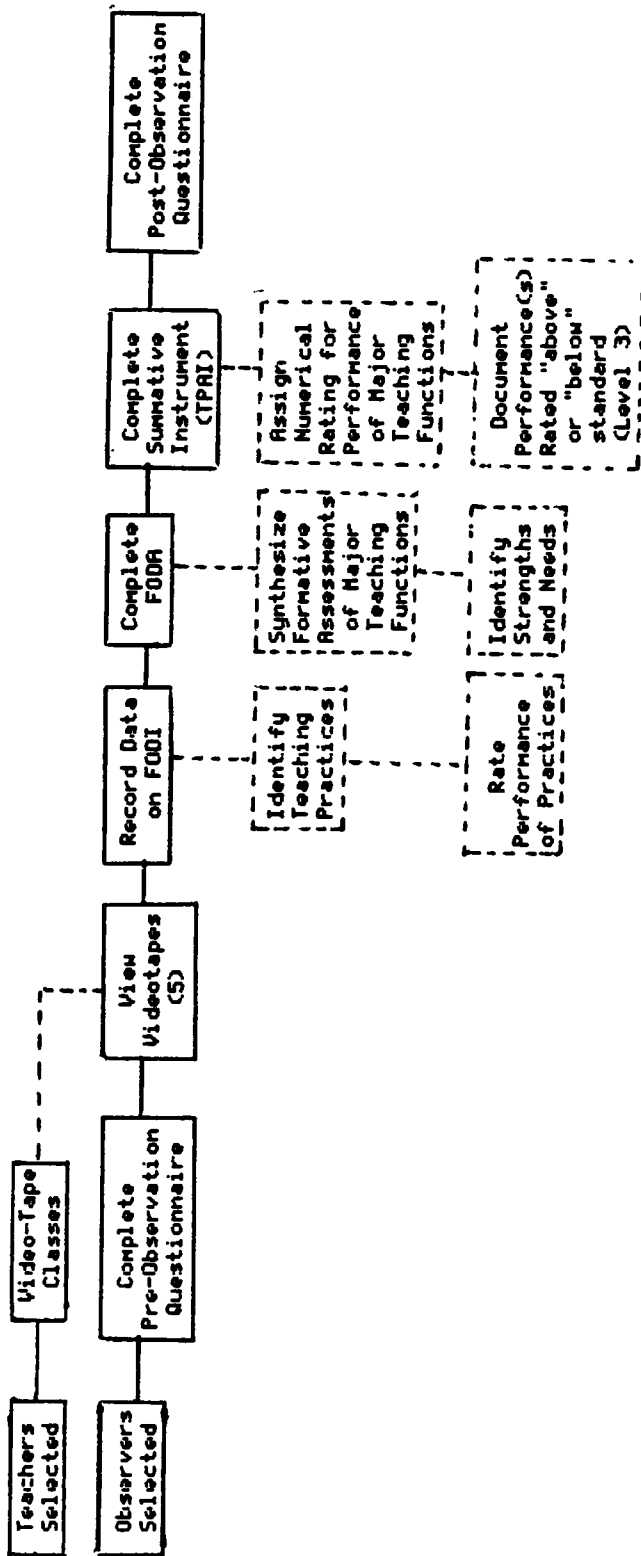 Teachers
Selected
Video-Tape
Classes
Observers
Selected
Complete
Pre-Observation
Questionnaire
View
Videotapes
(5)
Record Data
on FODI
Complete
FODA
Complete
Summative
Instrument
(TPAI)
Complete
Post-Observation
Questionnaire
Identify
Teaching
Practices
Synthesize
Formative
Assessments
of Major
Teaching
Functions
Assign
Numerical
Rating for
Performance
of Major
Teaching
Functions
Rate
Performance
of Practices
Identify
Strengths
and Needs
Document
Performance(s)
Rated "above"
or "below"
standard
(Level 3)